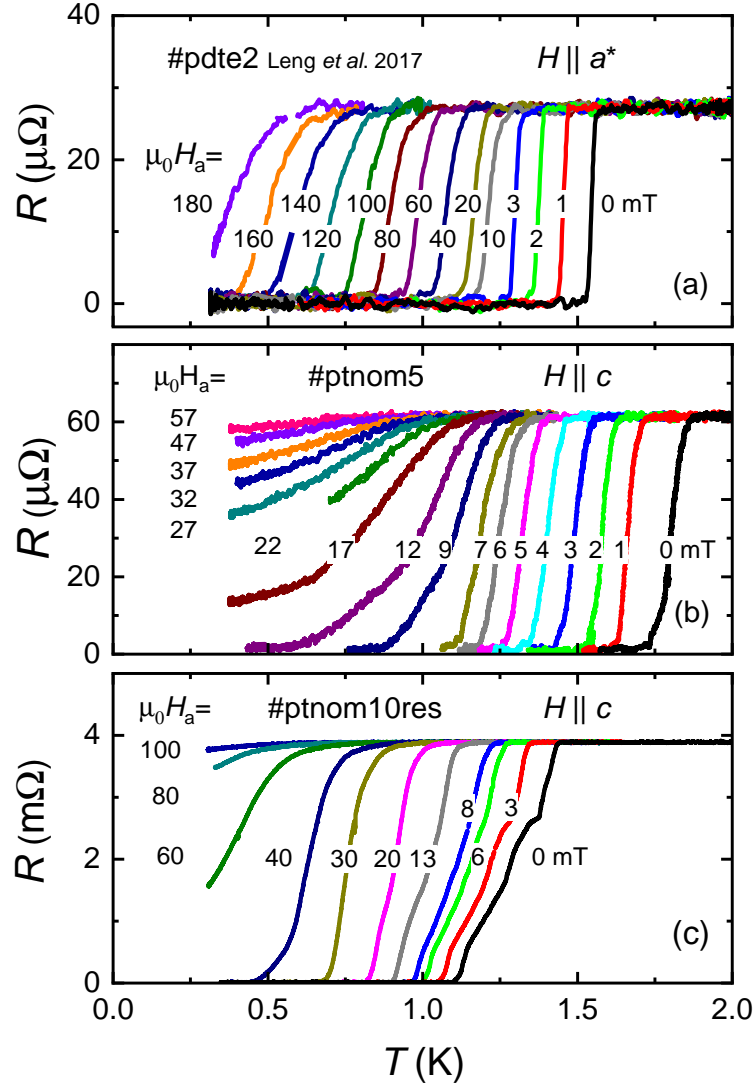 40
#pdte2 Leng et al. 2017 H || a*
R (μΩ)
20
0
μ0Ha=
180 160 140 120 100 80 60 40 20 10 3 2 1 0 mT
(a)
μ0Ha= #ptnom5 H || c
60
R (μΩ)
40
20
0
57
47
37
32
27
22 17 12 9 7 6 5 4 3 2 1 0 mT
(b)
μ0Ha= #ptnom10res H || c
4
R (mΩ)
2
0
100
80
60
40 30 20 13 8 6 3 0 mT
(c)
0.0 0.5 1.0 1.5 2.0
T (K)